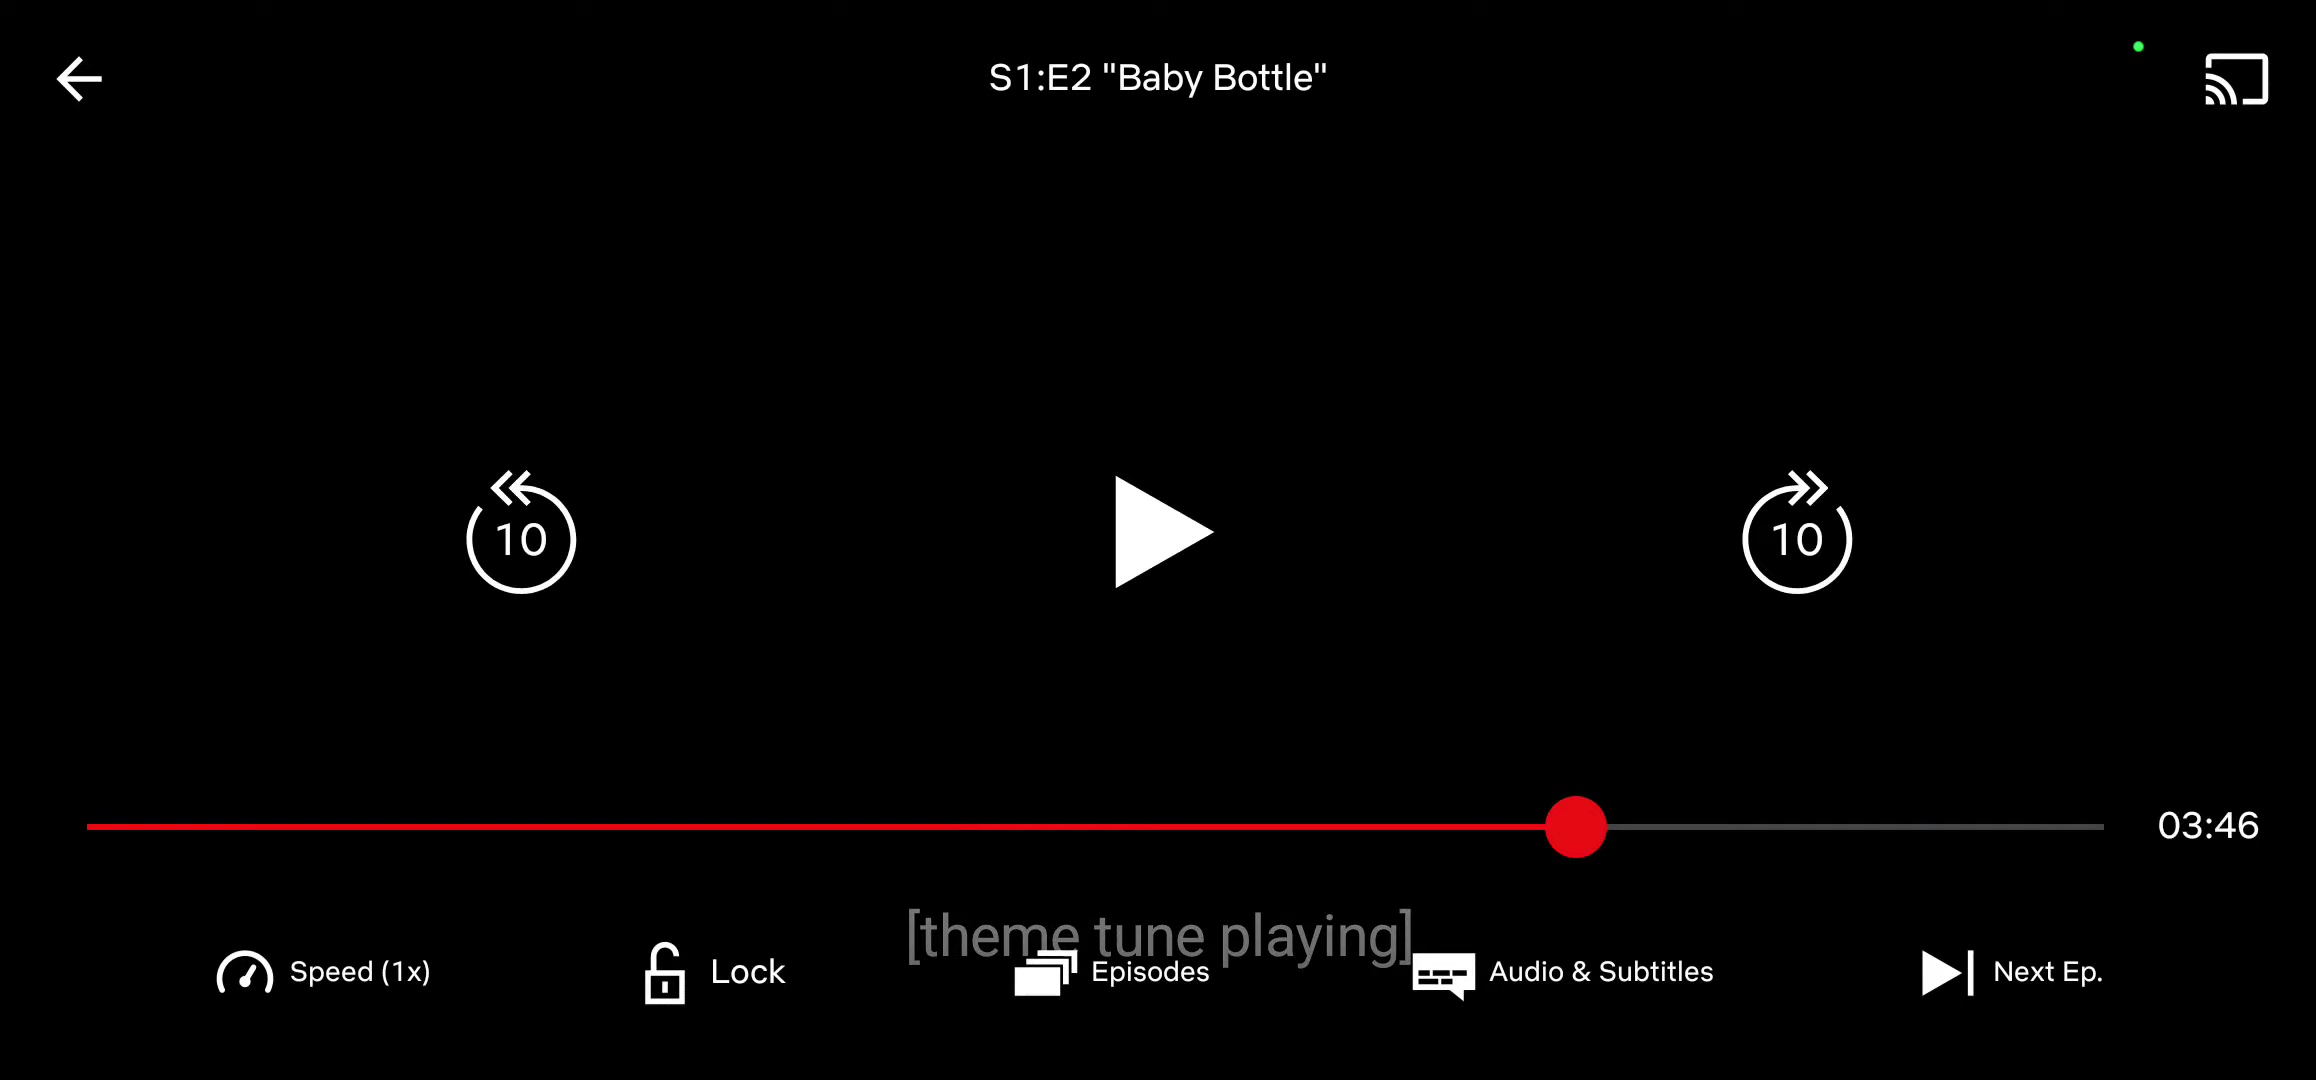 S1:E2 "Baby Bottle"
10
10
03:46
[theme tune playing]
Speed (1x)
Lock
Episodes
Audio & Subtitles
Next Ep.